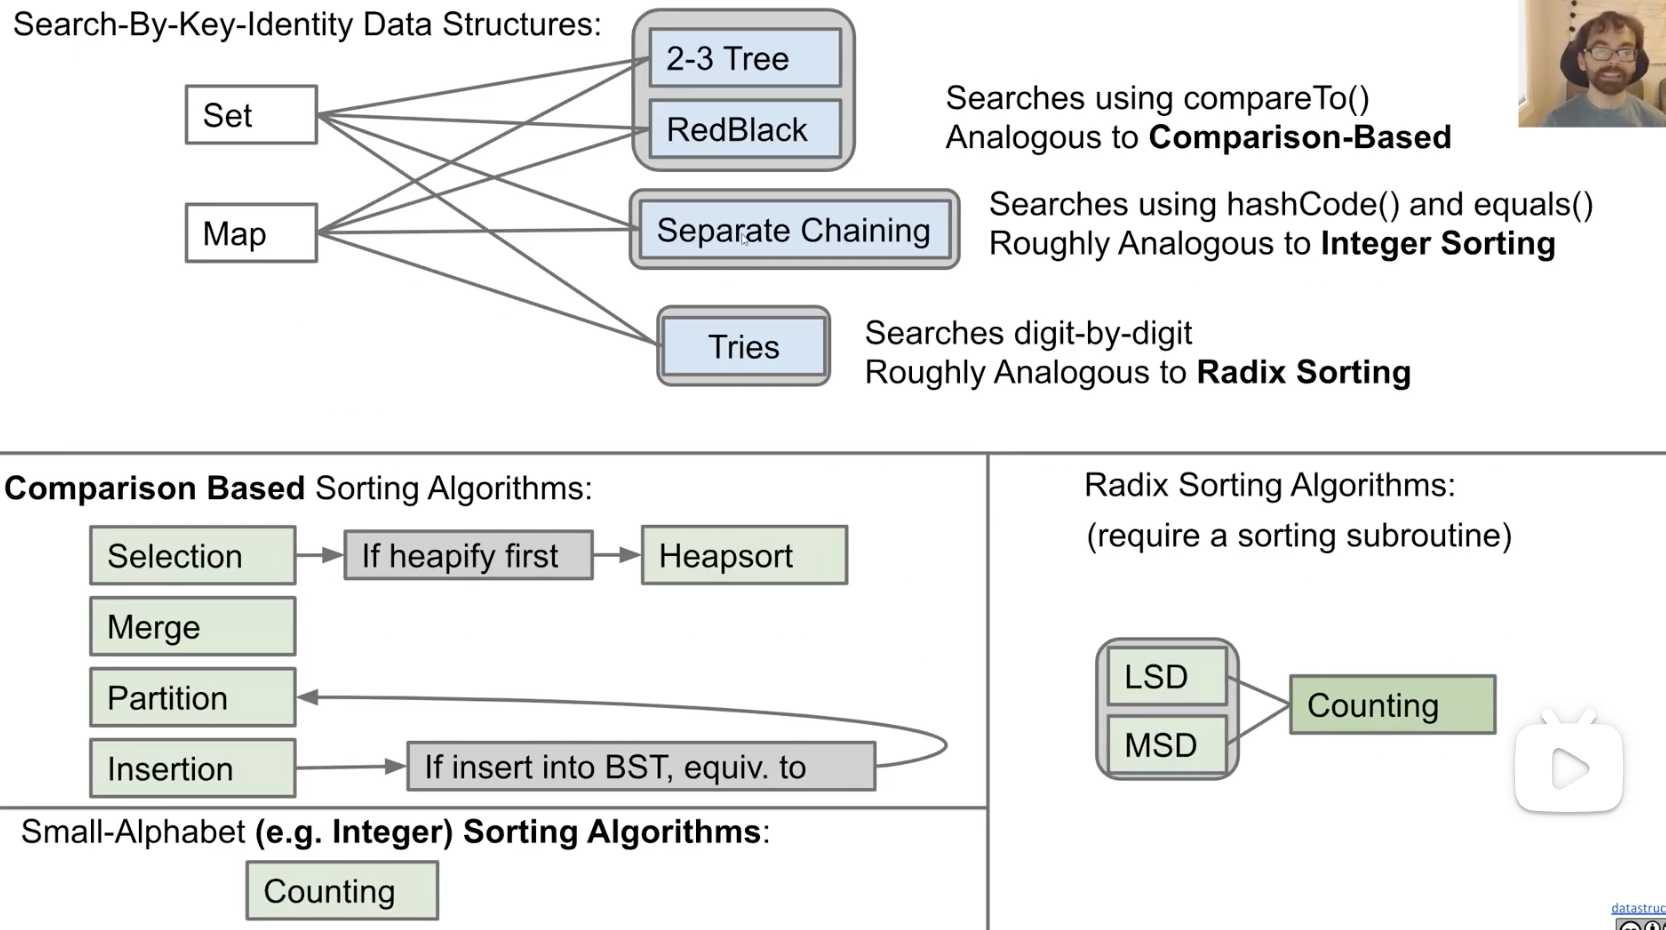 Search-By-Key-Identity Data Structures:
Set
Map
2-3 Tree
RedBlack
Searches using compareTo()
Analogous to Comparison-Based
Separate Chaining
Searches using hashCode() and equals()
Roughly Analogous to Integer Sorting
Tries
Searches digit-by-digit
Roughly Analogous to Radix Sorting
Comparison Based Sorting Algorithms:
Selection
If heapify first
Heapsort
Merge
Partition
Insertion
If insert into BST, equiv. to
Small-Alphabet (e.g. Integer) Sorting Algorithms:
Counting
Radix Sorting Algorithms:
(require a sorting subroutine)
LSD
MSD
Counting
datastruc